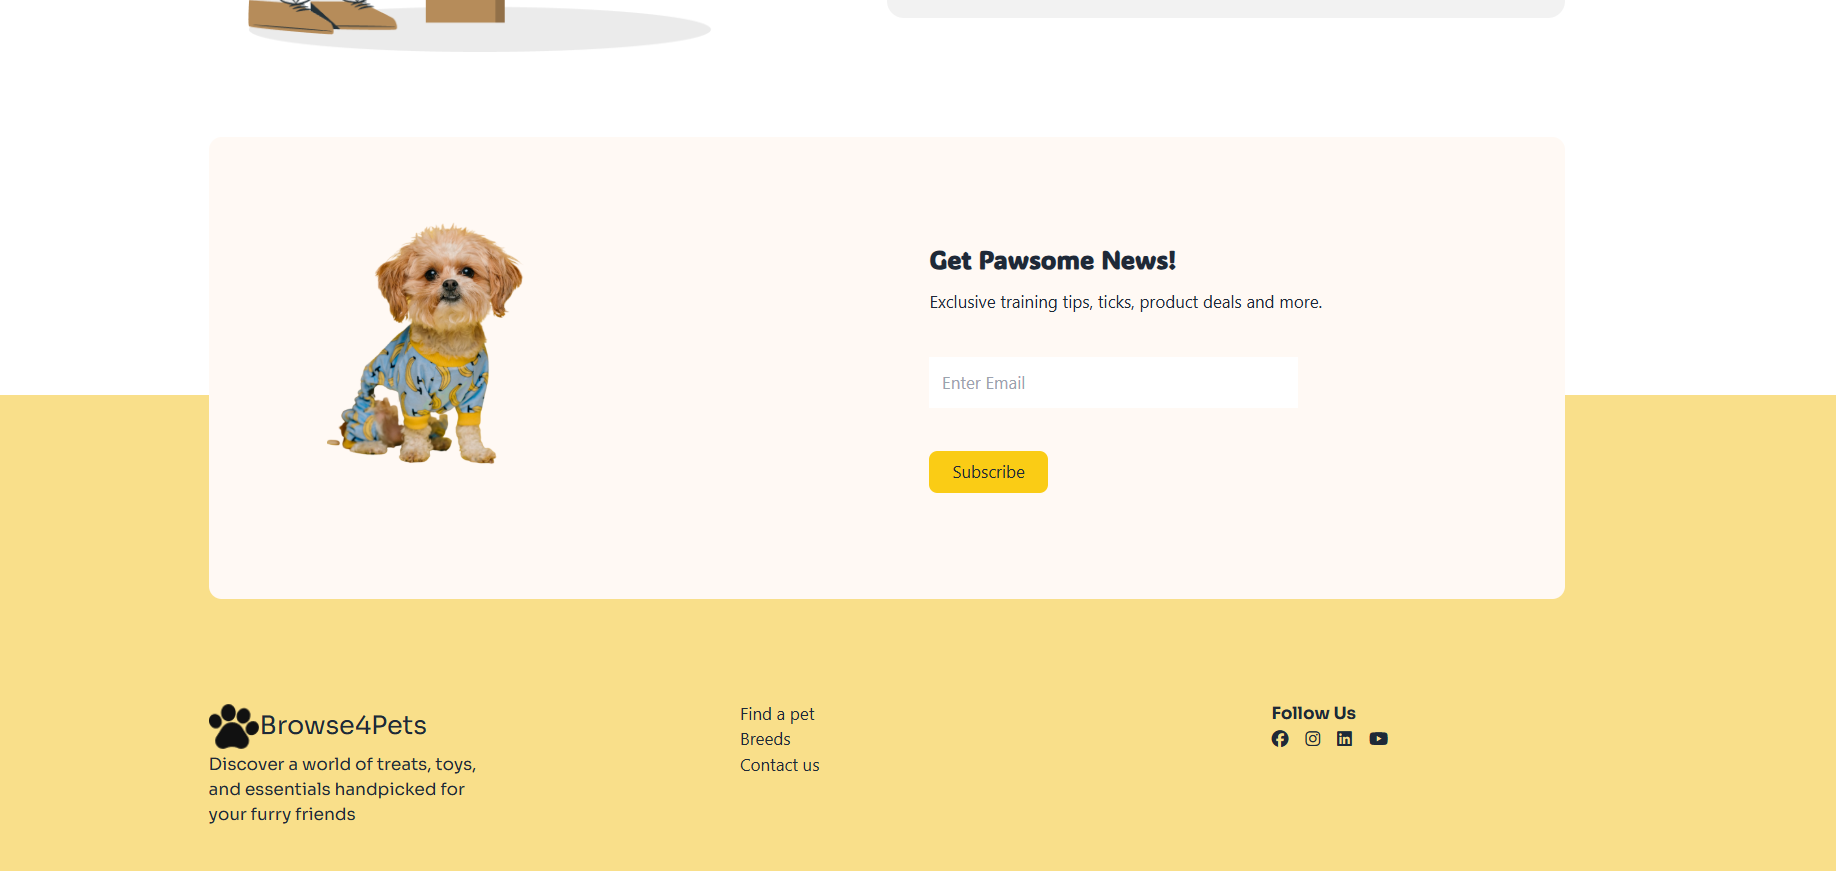 Get Pawsome News!
Exclusive training tips, ticks, product deals and more.
Enter Email
Subscribe
Browse4Pets
Discover a world of treats, toys,
and essentials handpicked for
your furry friends
Find a pet
Breeds
Contact us
Follow Us